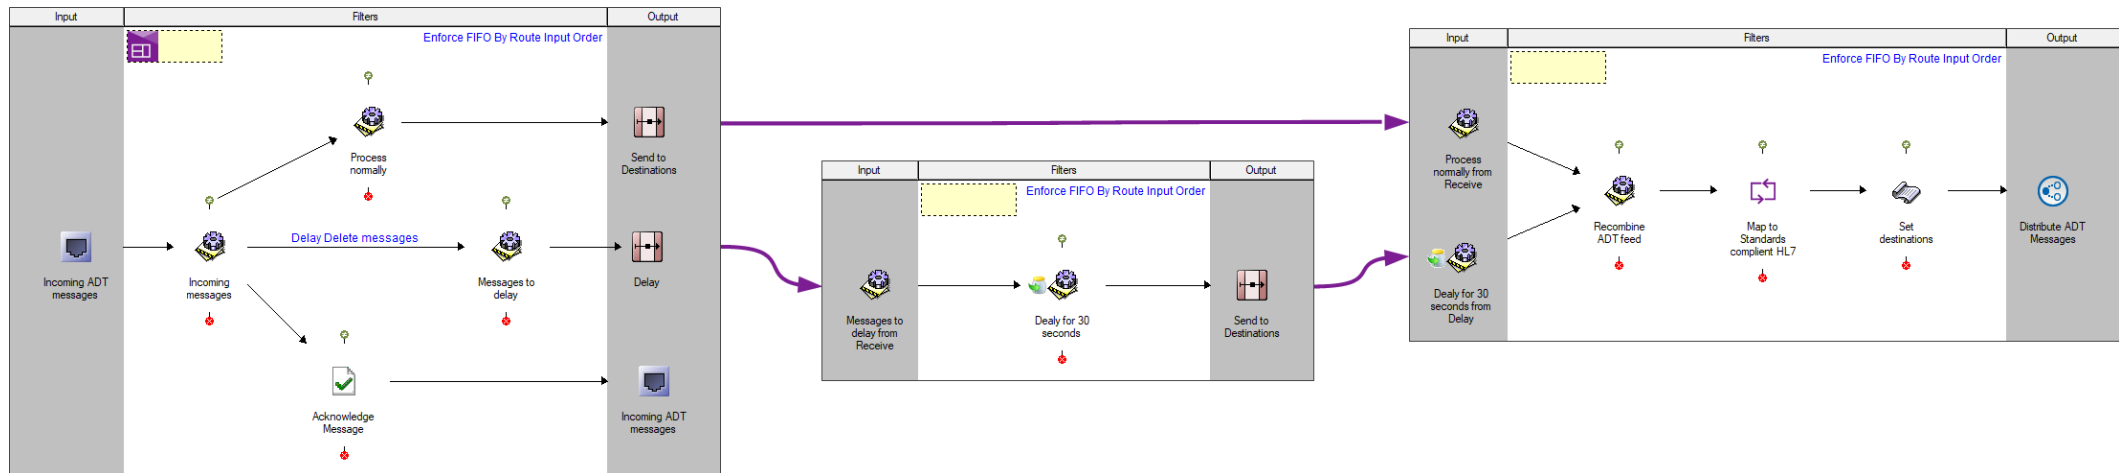 Input
Filters
Output
Enforce FIFO By Route Input Order
Process
normally
Send to
Destinations
Delay Delete messages
Incoming ADT
messages
Incoming
messages
Messages to
delay
Delay
Acknowledge
Message
Incoming ADT
messages
Input
Filters
Output
Enforce FIFO By Route Input Order
Messages to
delay from
Receive
Dealy for 30
seconds
Send to
Destinations
Input
Filters
Output
Enforce FIFO By Route Input Order
Process
normally from
Receive
Dealy for 30
seconds from
Delay
Recombine
ADT feed
Map to
Standards
complient HL7
Set
destinations
Distribute ADT
Messages